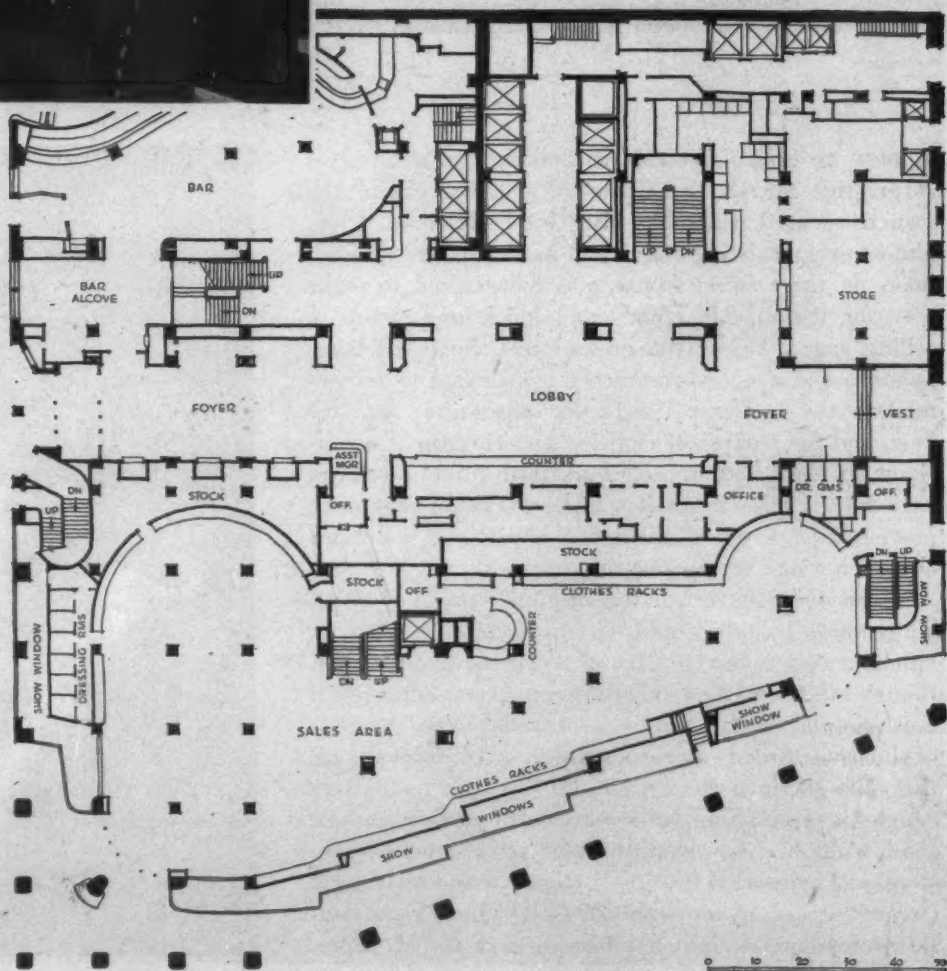 BAR
UP
DN
UP DN
BAR
ALCOVE
STORE
FOYER
LOBBY
FOYER
VEST
ASST
MGR
COUNTER
STOCK
DN
UP
OFF.
OFFICE
DR. RMS
OFF.
STOCK
STOCK
OFF
CLOTHES RACKS
DN UP
SHOW WDW
COUNTER
SHOW WINDOW
DRESSING RMS
DN UP
SALES AREA
SHOW
WINDOW
CLOTHES RACKS
SHOW WINDOWS
0 10 20 30 40 50